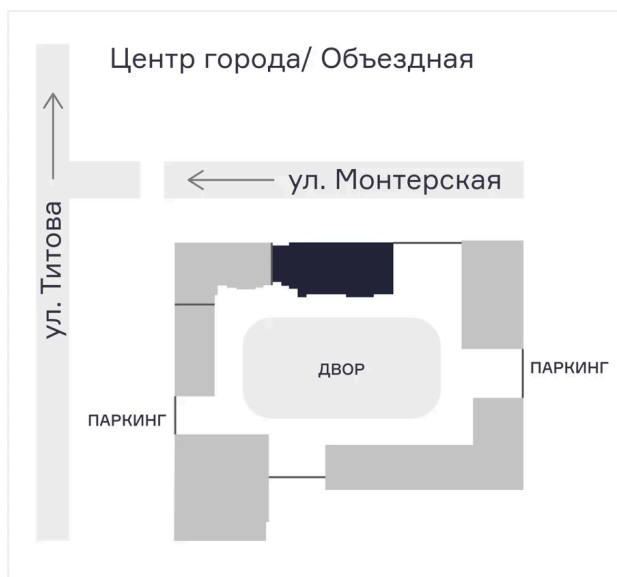 Центр города/ Объездная
ул. Монтерская
ул. Титова
ДВОР
ПАРКИНГ
ПАРКИНГ